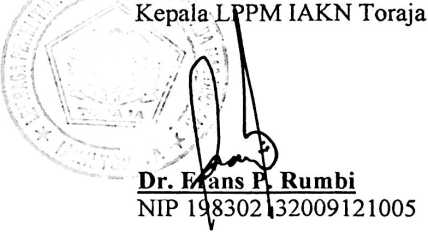 Kepala LPPM IAKN Toraja
Dr. Frans P. Rumbi
NIP 198302132009121005